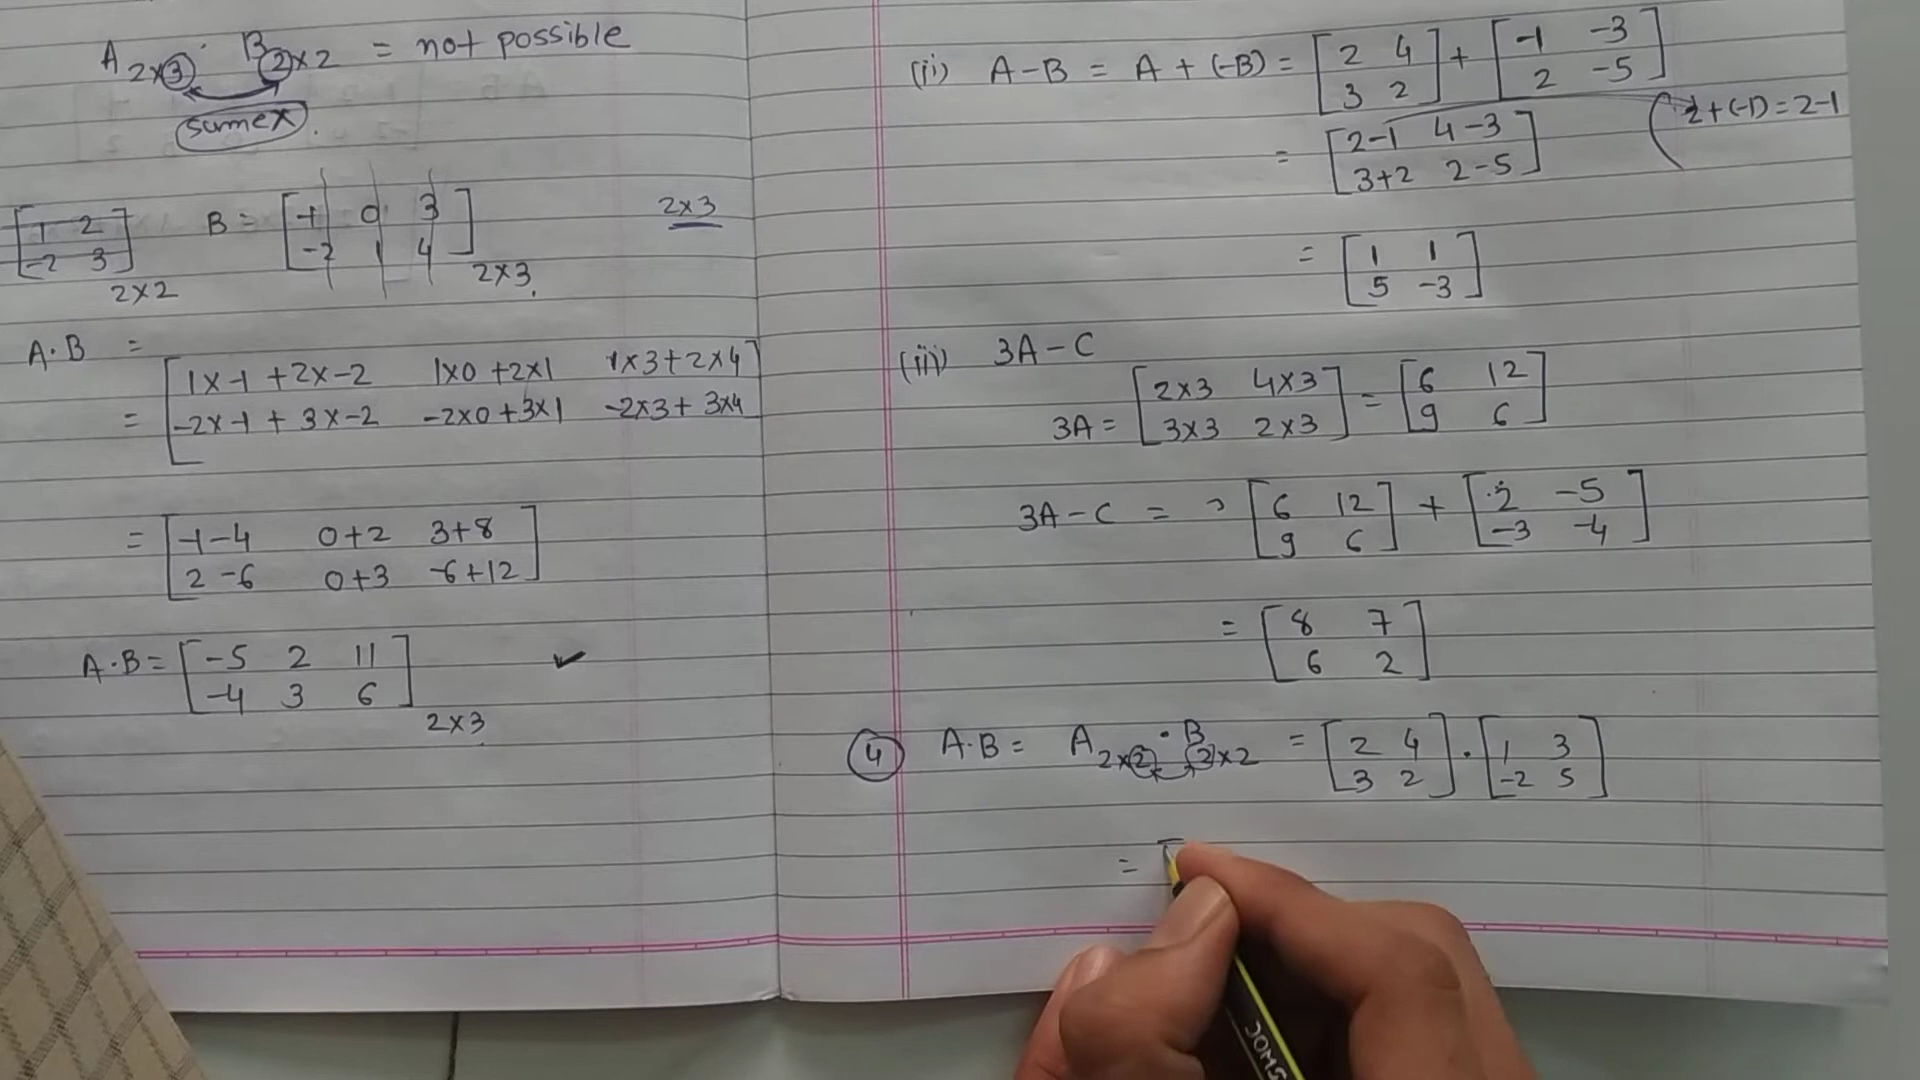 A 2×3 · B 2×2 = not possible
same×.
[1 2
-2 3] 2×2
B = [-1 0 3
-2 1 4] 2×3.
2×3
A·B =
= [1×-1+2×-2 1×0+2×1 1×3+2×4
-2×-1+3×-2 -2×0+3×1 -2×3+3×4
= [-1-4 0+2 3+8
2-6 0+3 -6+12]
A·B = [-5 2 11
-4 3 6] 2×3
✓
(ii) A-B = A+(-B) = [2 4
3 2] + [-1 -3
2 -5]
(2+(-1)=2-1
= [2-1 4-3
3+2 2-5]
= [1 1
5 -3]
(iii) 3A-C
3A = [2×3 4×3
3×3 2×3] = [6 12
9 6]
3A-C = [6 12
9 6] + [2 -5
-3 -4]
= [8 7
6 2]
4 A·B = A 2×2 · B 2×2 = [2 4
3 2] · [1 3
-2 5]
= [
DOMS